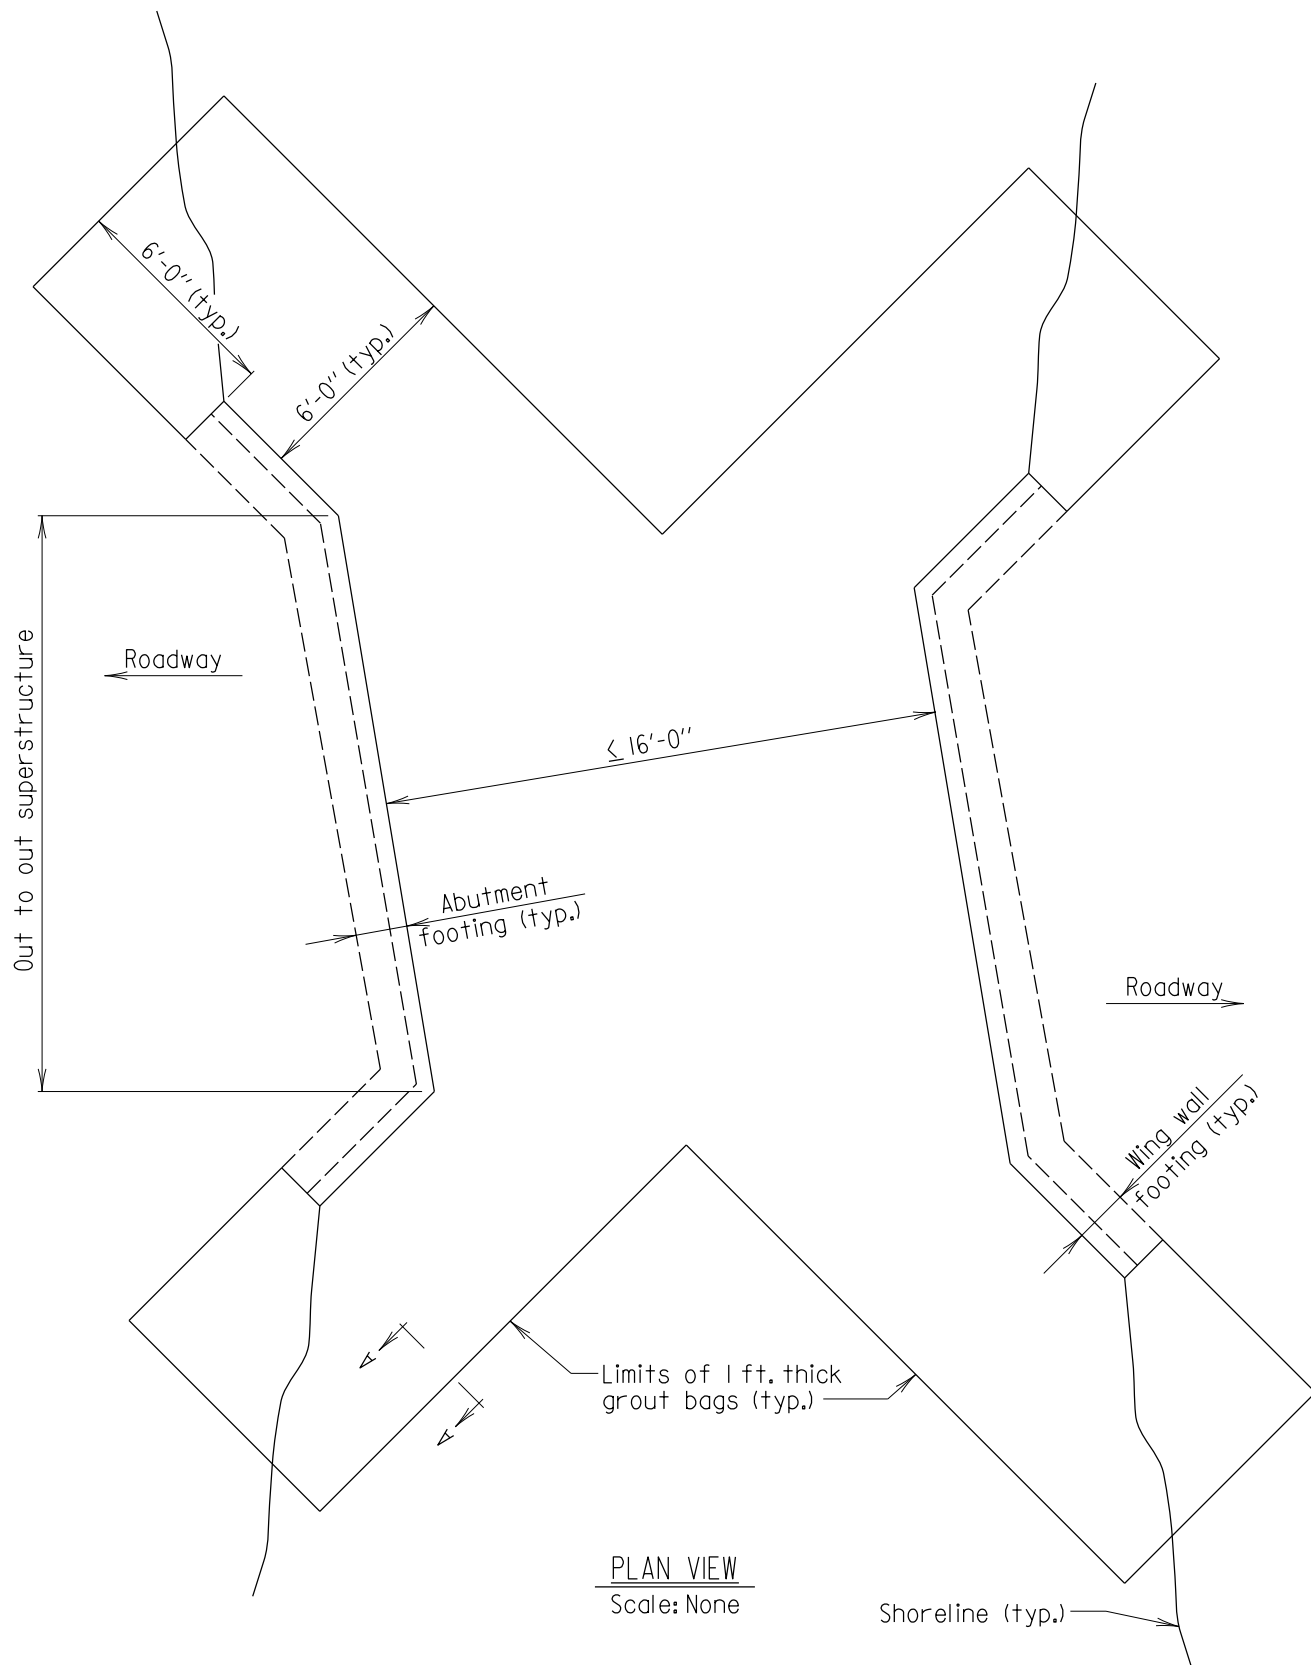 6'-0" (typ.)
6'-0" (typ.)
Out to out superstructure
Roadway
≤ 16'-0"
Abutment
footing (typ.)
Roadway
Wing wall
footing (typ.)
A
A
Limits of 1 ft. thick
grout bags (typ.)
PLAN VIEW
Scale: None
Shoreline (typ.)